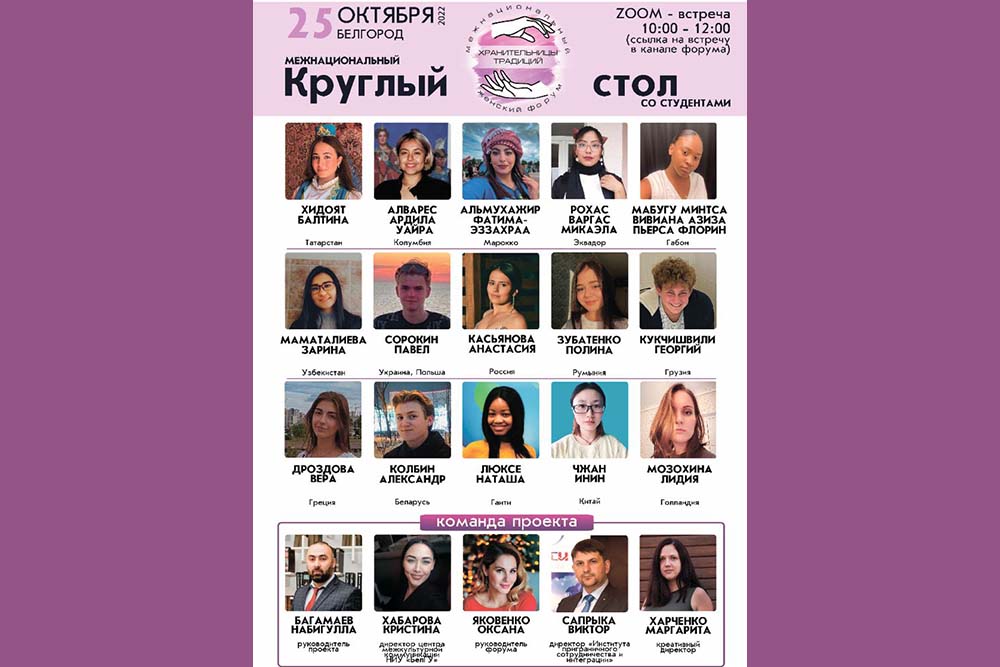 25 ОКТЯБРЯ 2022
БЕЛГОРОД
МЕЖНАЦИОНАЛЬНЫЙ
Круглый стол
СО СТУДЕНТАМИ
МЕЖНАЦИОНАЛЬНЫЙ
ХРАНИТЕЛЬНИЦЫ
ТРАДИЦИЙ
ЖЕНСКИЙ ФОРУМ
ZOOM - встреча
10:00 - 12:00
(ссылка на встречу
в канале форума)
ХИДОЯТ
БАЛТИНА
Татарстан
АЛВАРЕС
АРДИЛА
УАЙРА
Колумбия
АЛЬМУХАЖИР
ФАТИМА-
ЭЗЗАХРАА
Марокко
РОХАС
ВАРГАС
МИКАЭЛА
Эквадор
МАБУГУ МИНТСА
ВИВИАНА АЗИЗА
ПЬЕРСА ФЛОРИН
Габон
МАМАТАЛИЕВА
ЗАРИНА
Узбекистан
СОРОКИН
ПАВЕЛ
Украина, Польша
КАСЬЯНОВА
АНАСТАСИЯ
Россия
ЗУБАТЕНКО
ПОЛИНА
Румыния
КУКЧИШВИЛИ
ГЕОРГИЙ
Грузия
ДРОЗДОВА
ВЕРА
Греция
КОЛБИН
АЛЕКСАНДР
Беларусь
ЛЮКСЕ
НАТАША
Гаити
ЧЖАН
ИНИН
Китай
МОЗОХИНА
ЛИДИЯ
Голландия
команда проекта
БАГАМАЕВ
НАБИГУЛЛА
руководитель
проекта
ХАБАРОВА
КРИСТИНА
директор центра
межкультурной
коммуникации
НИУ «БелГУ»
ЯКОВЕНКО
ОКСАНА
руководитель
форума
САПРЫКА
ВИКТОР
директор «Института
приграничного
сотрудничества и
интеграции»
ХАРЧЕНКО
МАРГАРИТА
креативный
директор